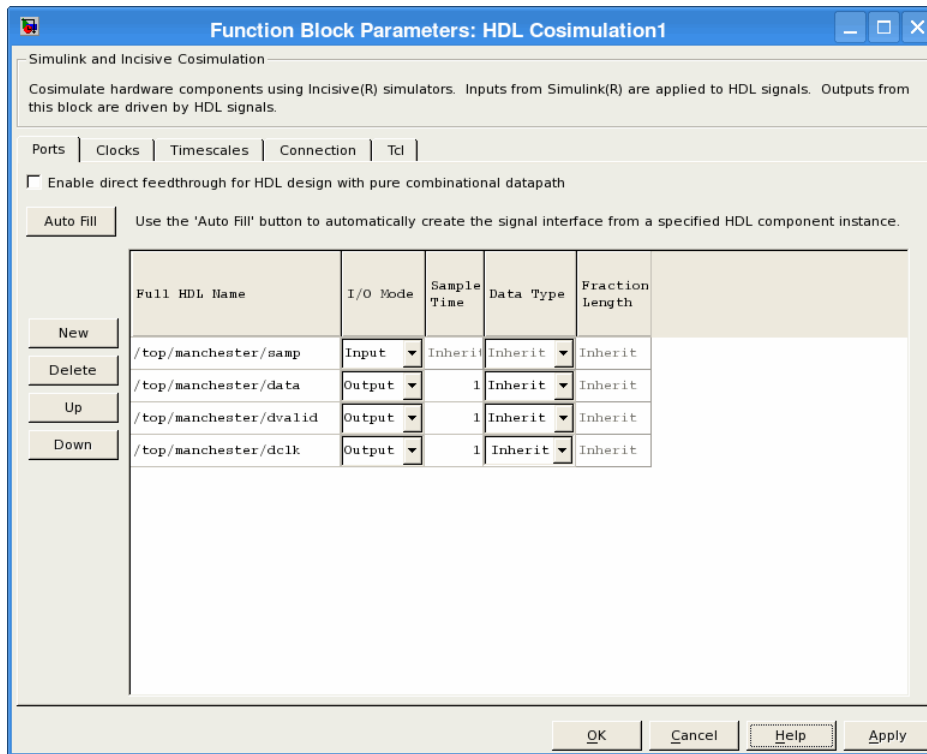 Function Block Parameters: HDL Cosimulation1
Simulink and Incisive Cosimulation
Cosimulate hardware components using Incisive(R) simulators. Inputs from Simulink(R) are applied to HDL signals. Outputs from
this block are driven by HDL signals.
Ports Clocks Timescales Connection Tcl
Enable direct feedthrough for HDL design with pure combinational datapath
Auto Fill Use the 'Auto Fill' button to automatically create the signal interface from a specified HDL component instance.
Full HDL Name I/O Mode Sample Time Data Type Fraction Length
New
Delete
Up
Down
/top/manchester/samp Input Inherit Inherit Inherit
/top/manchester/data Output 1 Inherit Inherit
/top/manchester/dvalid Output 1 Inherit Inherit
/top/manchester/dclk Output 1 Inherit Inherit
OK Cancel Help Apply